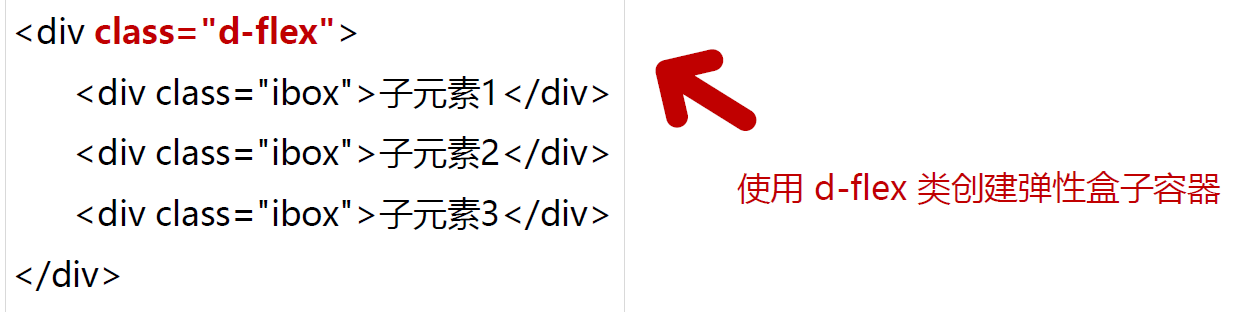 <div class="d-flex">
<div class="ibox">子元素1</div>
<div class="ibox">子元素2</div>
<div class="ibox">子元素3</div>
</div>
使用 d-flex 类创建弹性盒子容器